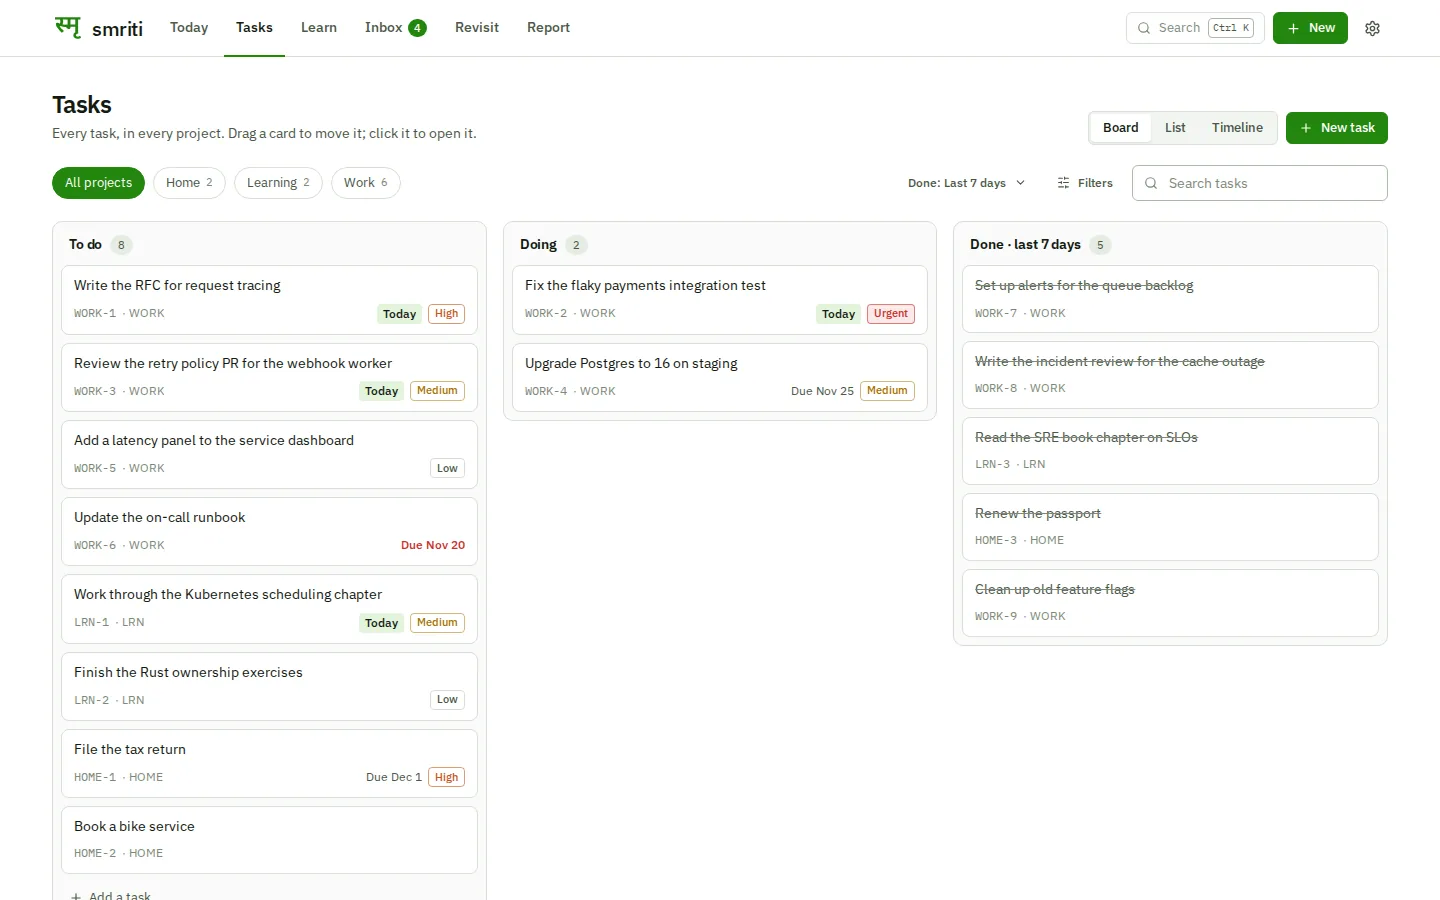 स्मृ smriti Today Tasks Learn Inbox 4 Revisit Report Search Ctrl K + New
Tasks
Every task, in every project. Drag a card to move it; click it to open it.
Board List Timeline + New task
All projects Home 2 Learning 2 Work 6 Done: Last 7 days Filters Search tasks
To do 8
Write the RFC for request tracing
WORK-1 · WORK Today High
Review the retry policy PR for the webhook worker
WORK-3 · WORK Today Medium
Add a latency panel to the service dashboard
WORK-5 · WORK Low
Update the on-call runbook
WORK-6 · WORK Due Nov 20
Work through the Kubernetes scheduling chapter
LRN-1 · LRN Today Medium
Finish the Rust ownership exercises
LRN-2 · LRN Low
File the tax return
HOME-1 · HOME Due Dec 1 High
Book a bike service
HOME-2 · HOME
+ Add a task
Doing 2
Fix the flaky payments integration test
WORK-2 · WORK Today Urgent
Upgrade Postgres to 16 on staging
WORK-4 · WORK Due Nov 25 Medium
Done · last 7 days 5
Set up alerts for the queue backlog
WORK-7 · WORK
Write the incident review for the cache outage
WORK-8 · WORK
Read the SRE book chapter on SLOs
LRN-3 · LRN
Renew the passport
HOME-3 · HOME
Clean up old feature flags
WORK-9 · WORK